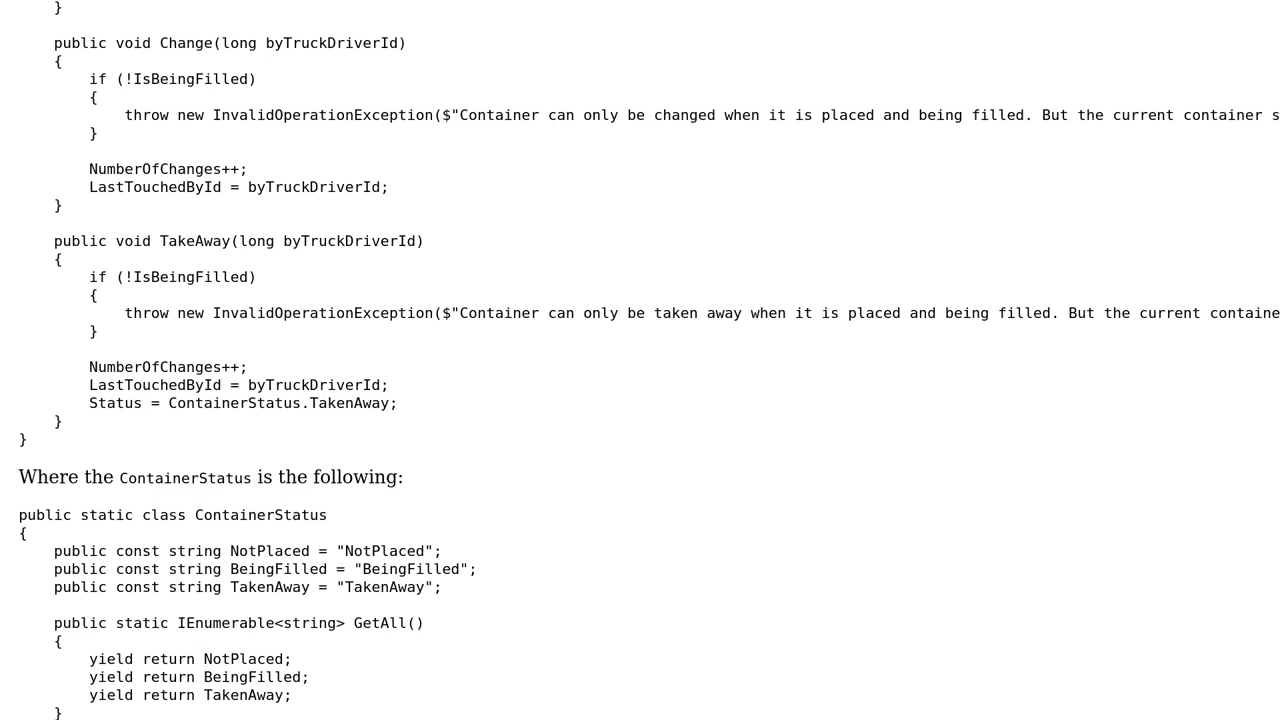 }

    public void Change(long byTruckDriverId)
    {
        if (!IsBeingFilled)
        {
            throw new InvalidOperationException($"Container can only be changed when it is placed and being filled. But the current container s
        }

        NumberOfChanges++;
        LastTouchedById = byTruckDriverId;
    }

    public void TakeAway(long byTruckDriverId)
    {
        if (!IsBeingFilled)
        {
            throw new InvalidOperationException($"Container can only be taken away when it is placed and being filled. But the current containe
        }

        NumberOfChanges++;
        LastTouchedById = byTruckDriverId;
        Status = ContainerStatus.TakenAway;
    }
}
Where the ContainerStatus is the following:
public static class ContainerStatus
{
    public const string NotPlaced = "NotPlaced";
    public const string BeingFilled = "BeingFilled";
    public const string TakenAway = "TakenAway";

    public static IEnumerable<string> GetAll()
    {
        yield return NotPlaced;
        yield return BeingFilled;
        yield return TakenAway;
    }